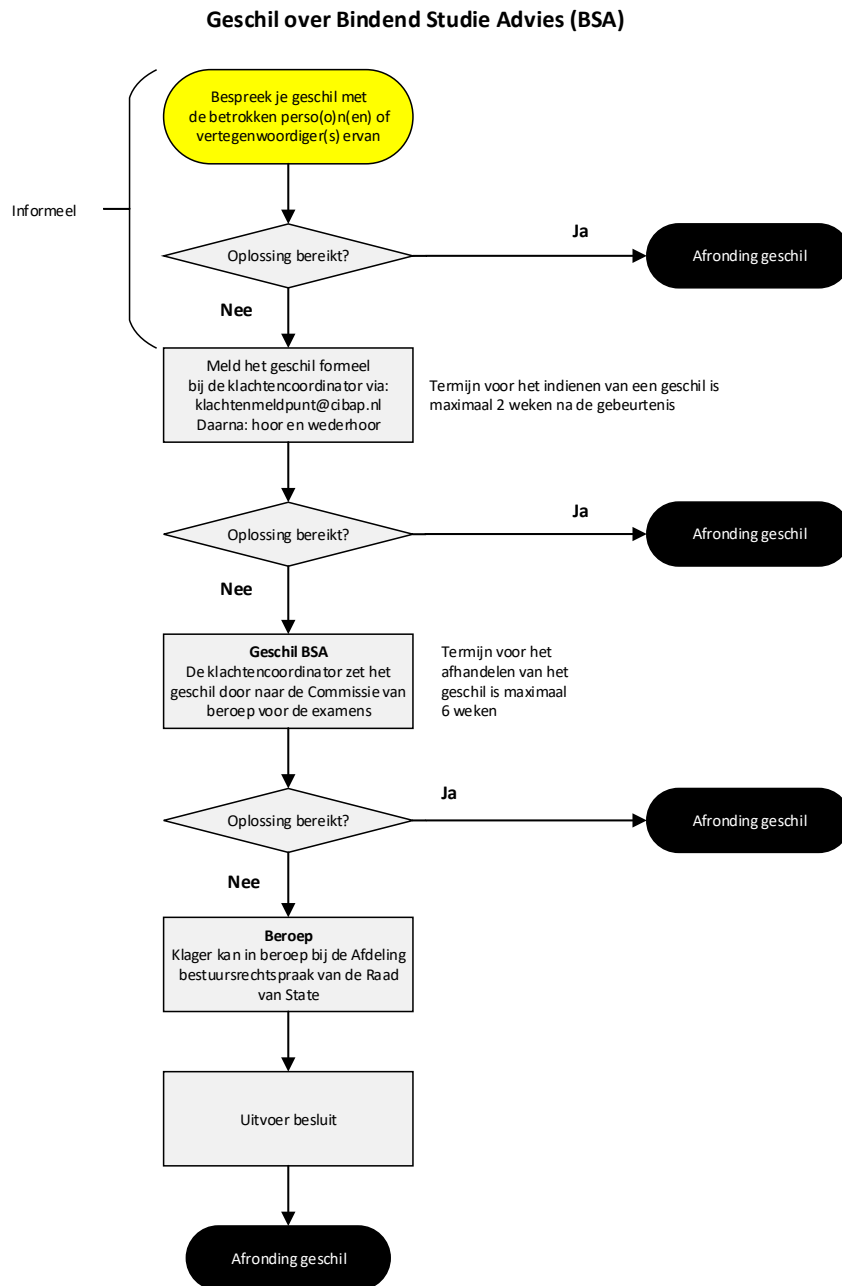 Geschil over Bindend Studie Advies (BSA)
Bespreek je geschil met
de betrokken perso(o)n(en) of
vertegenwoordiger(s) ervan
Informeel
Oplossing bereikt?
Ja
Afronding geschil
Nee
Meld het geschil formeel
bij de klachtencoordinator via:
klachtenmeldpunt@cibap.nl
Daarna: hoor en wederhoor
Termijn voor het indienen van een geschil is
maximaal 2 weken na de gebeurtenis
Oplossing bereikt?
Ja
Afronding geschil
Nee
Geschil BSA
De klachtencoordinator zet het
geschil door naar de Commissie van
beroep voor de examens
Termijn voor het
afhandelen van het
geschil is maximaal
6 weken
Oplossing bereikt?
Ja
Afronding geschil
Nee
Beroep
Klager kan in beroep bij de Afdeling
bestuursrechtspraak van de Raad
van State
Uitvoer besluit
Afronding geschil